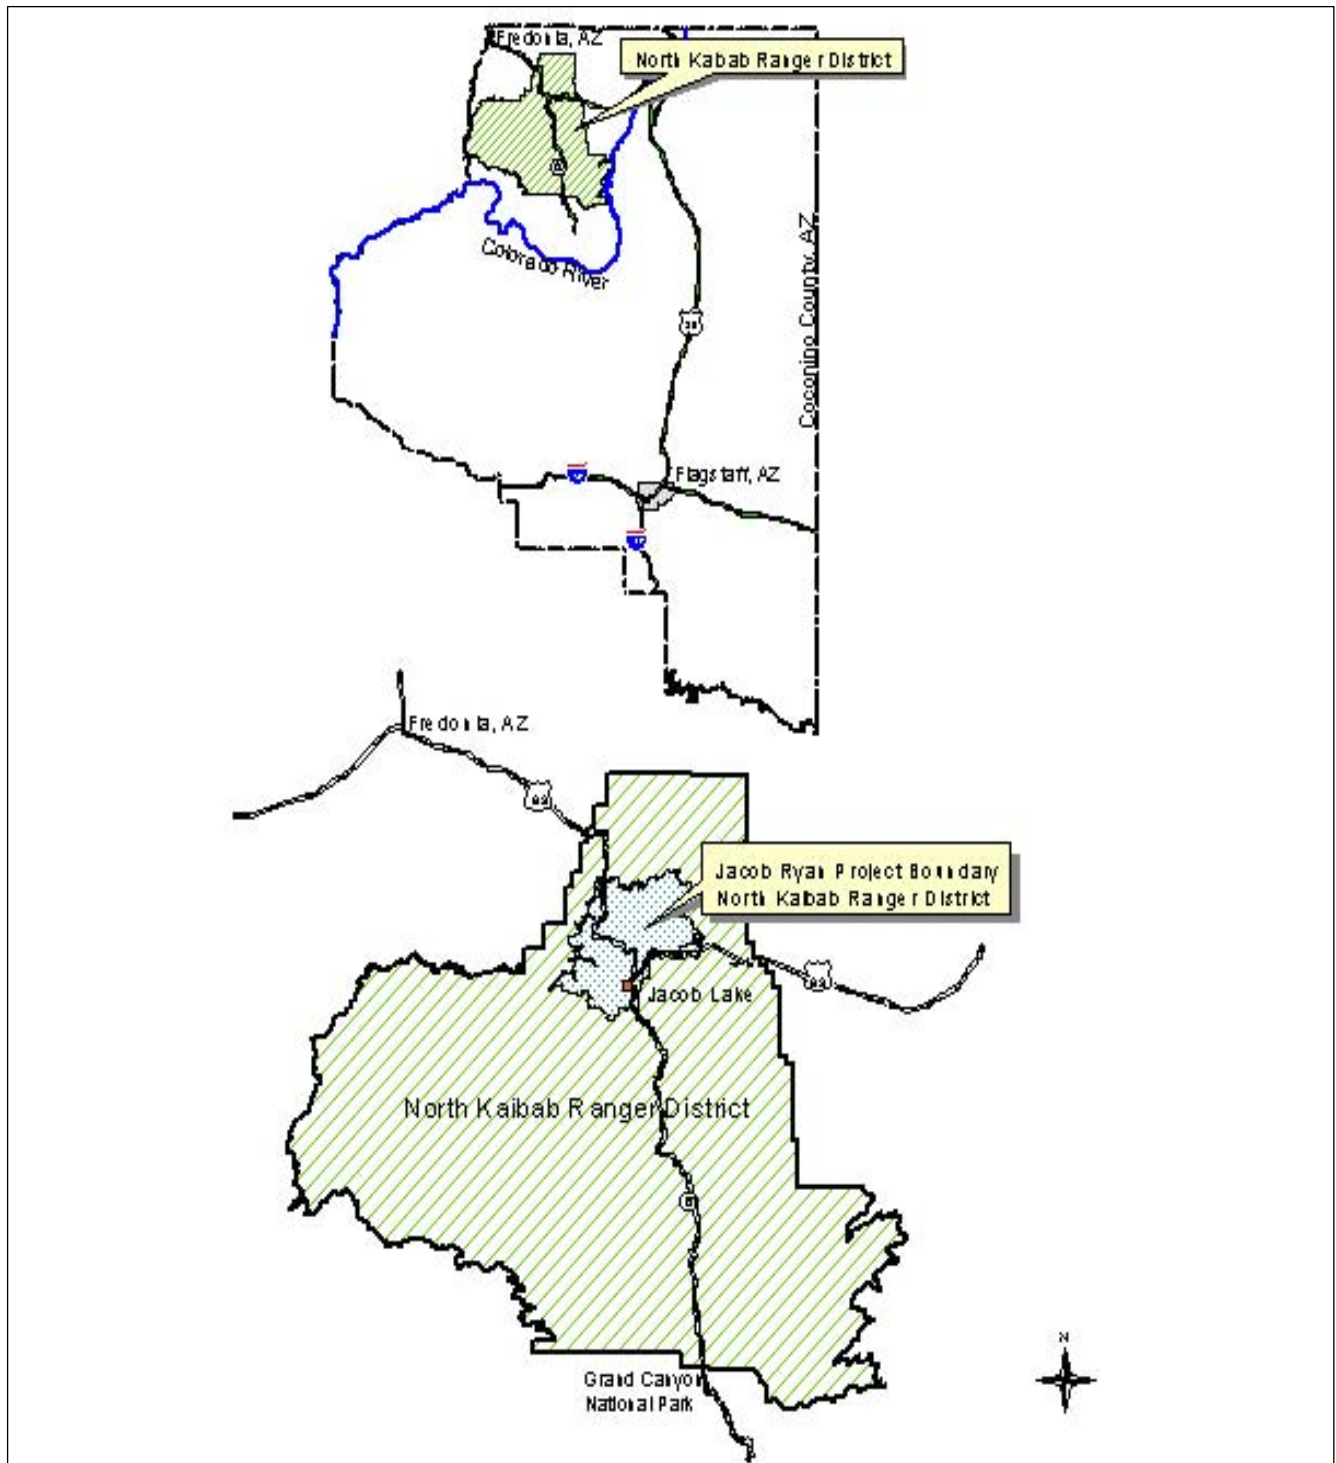 Fredonia, AZ
North Kaibab Ranger District
Colorado River
Coconino County, AZ
Flagstaff, AZ
Fredonia, AZ
Jacob Ryan Project Boundary
North Kaibab Ranger District
Jacob Lake
North Kaibab Ranger District
Grand Canyon
National Park
N